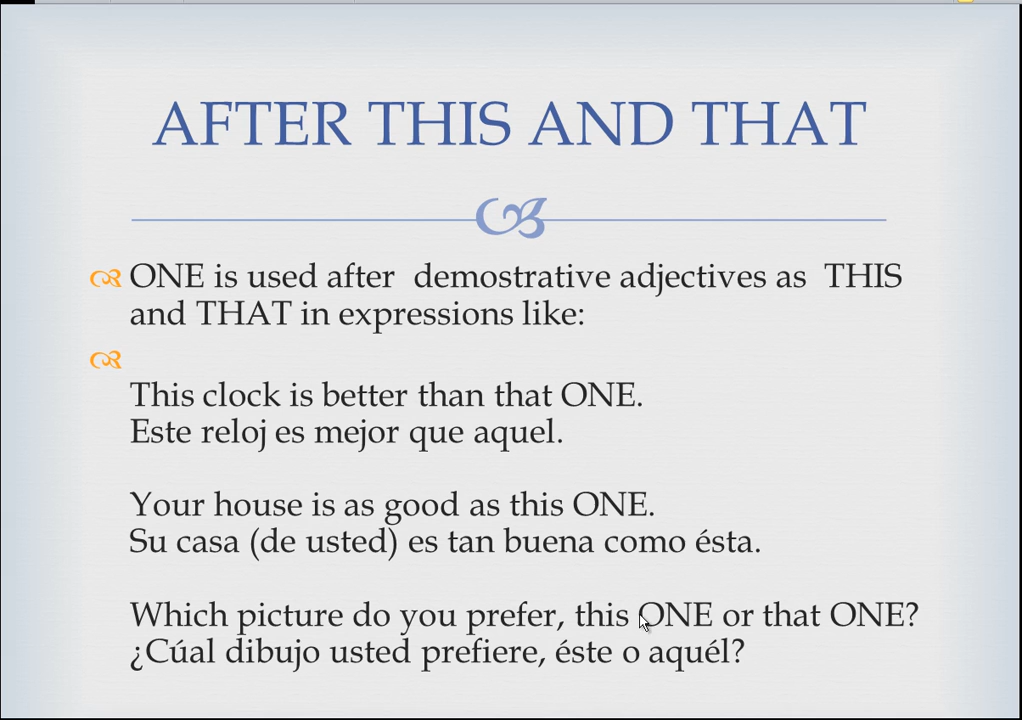 AFTER THIS AND THAT
ONE is used after demostrative adjectives as THIS
and THAT in expressions like:
This clock is better than that ONE.
Este reloj es mejor que aquel.
Your house is as good as this ONE.
Su casa (de usted) es tan buena como ésta.
Which picture do you prefer, this ONE or that ONE?
¿Cúal dibujo usted prefiere, éste o aquél?